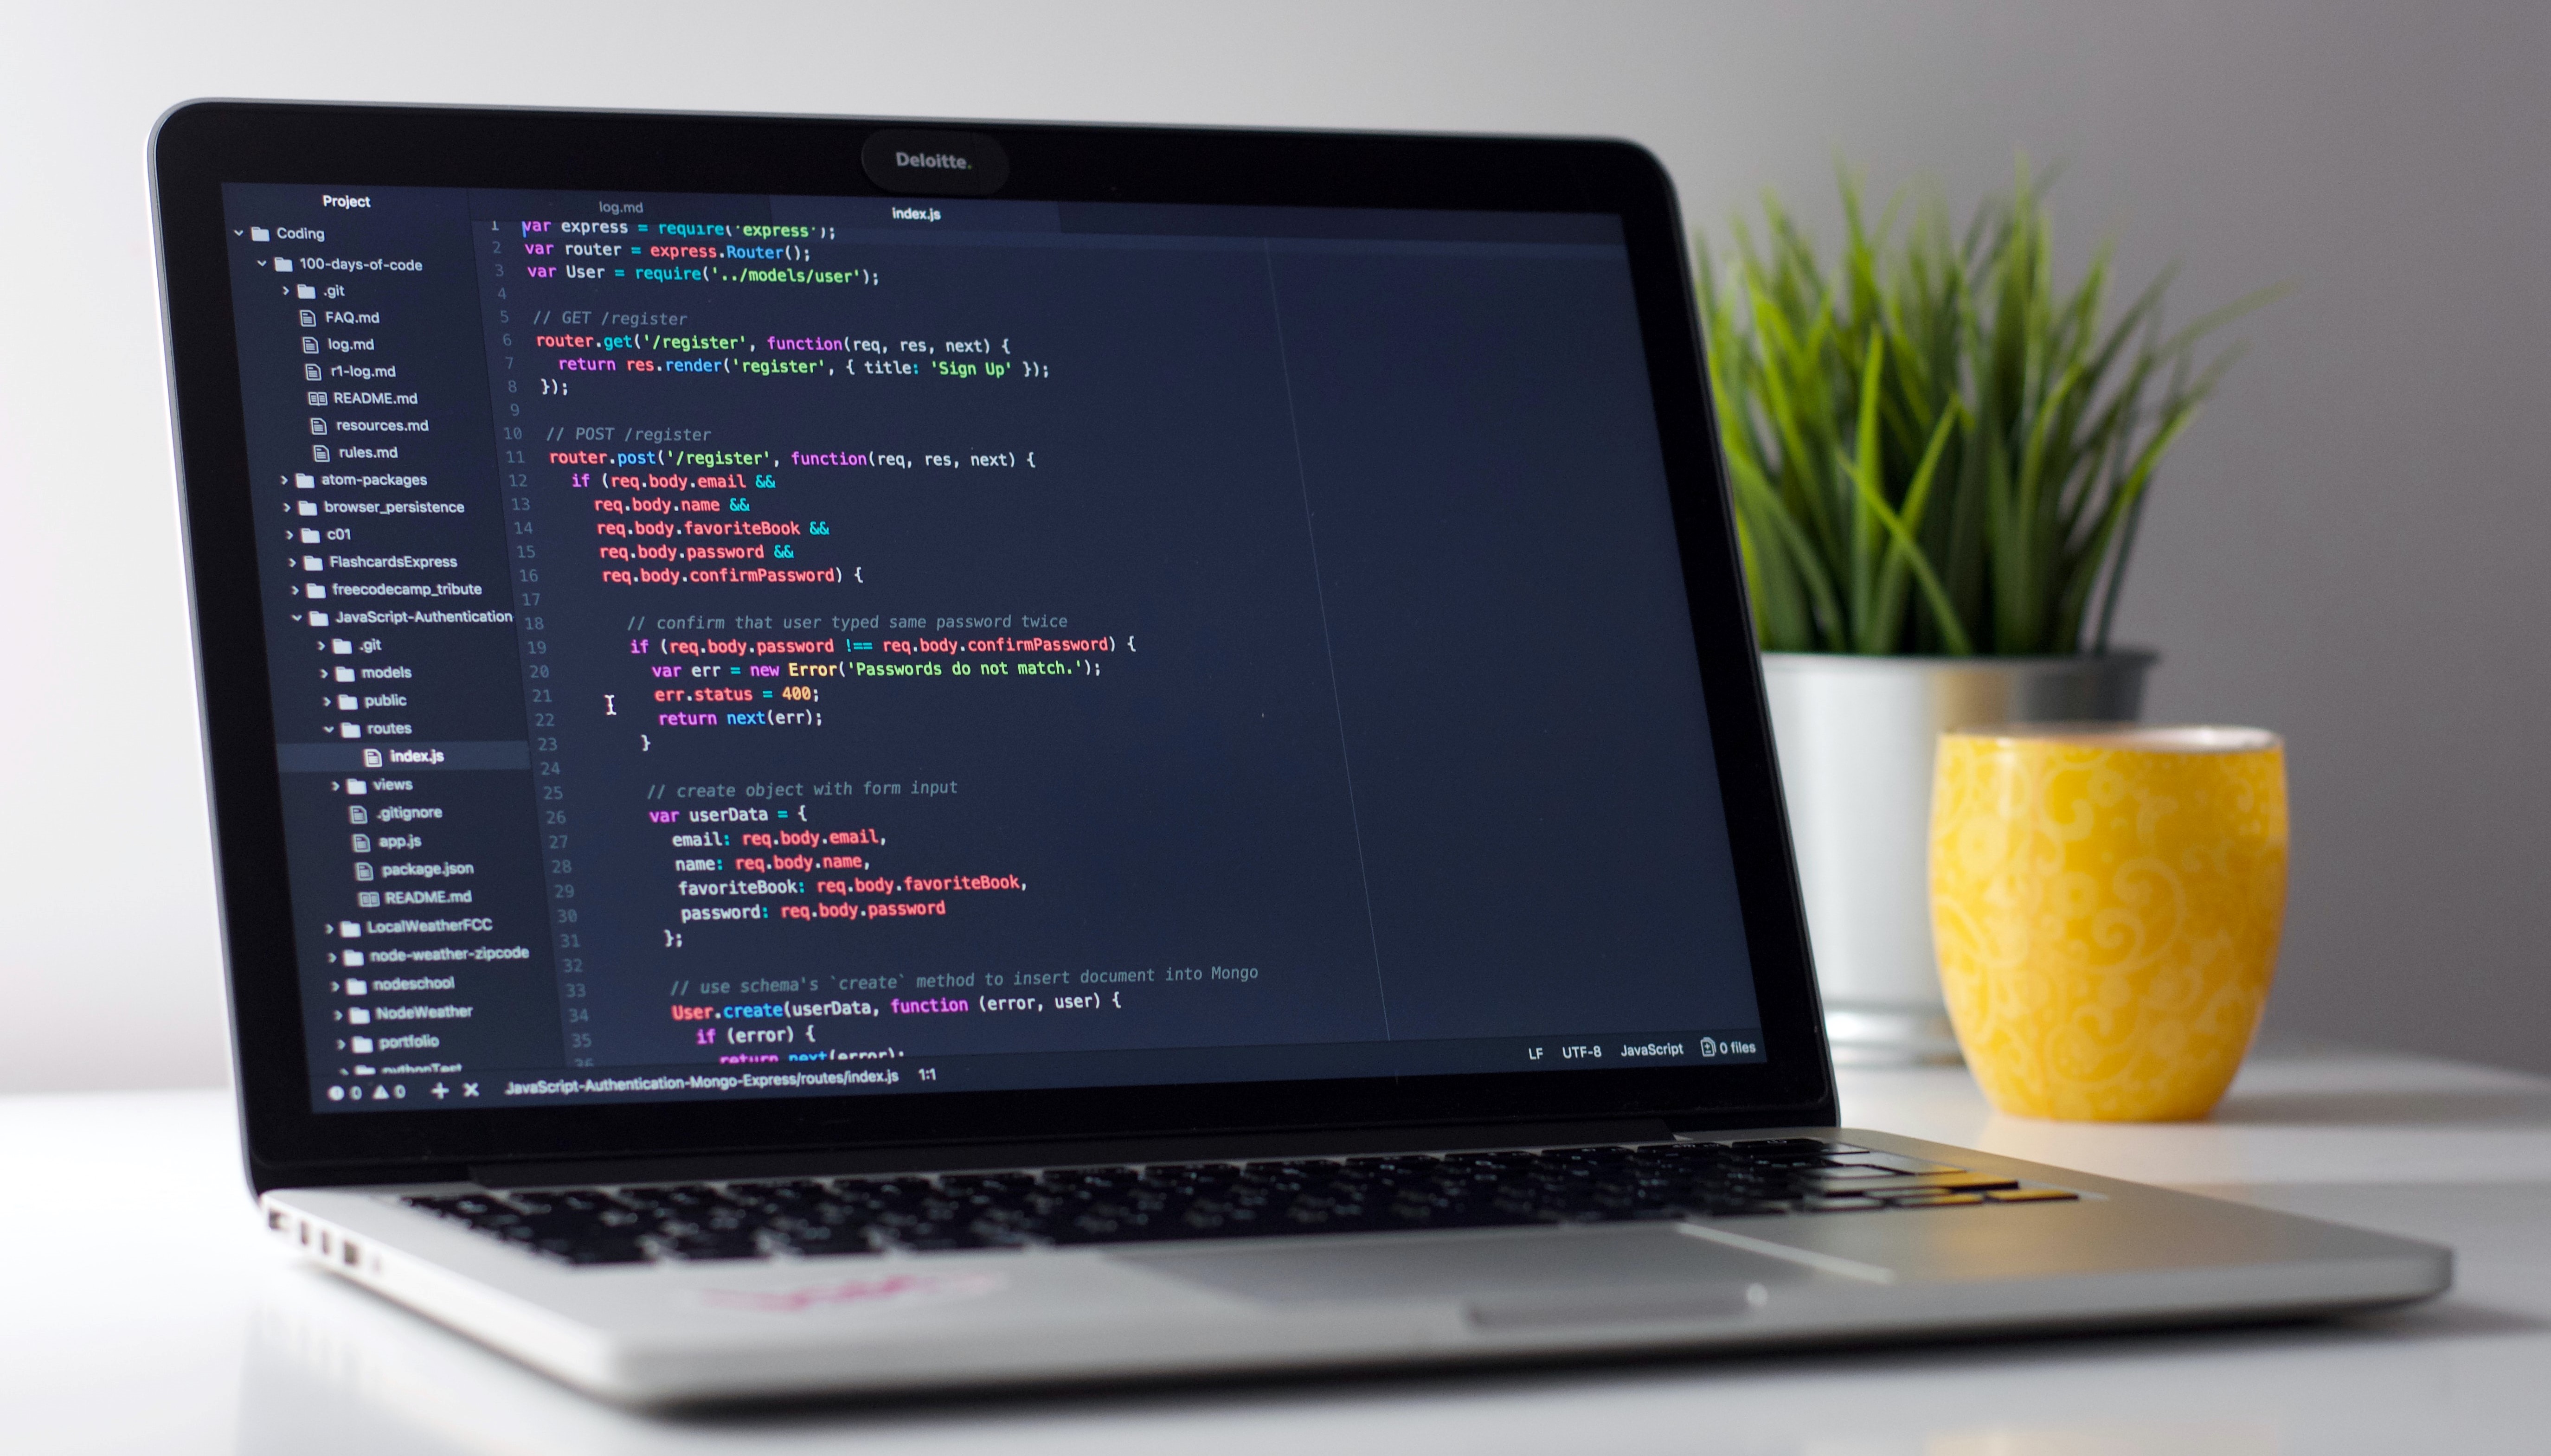 Deloitte.
Project
Coding
100-days-of-code
.git
FAQ.md
log.md
r1-log.md
README.md
resources.md
rules.md
atom-packages
browser_persistence
c01
FlashcardsExpress
freecodecamp_tribute
JavaScript-Authentication
.git
models
public
routes
index.js
views
.gitignore
app.js
package.json
README.md
LocalWeatherFCC
node-weather-zipcode
nodeschool
NodeWeather
portfolio
pythonTest
log.md
index.js
1 var express = require('express');
2 var router = express.Router();
3 var User = require('../models/user');
4
5 // GET /register
6 router.get('/register', function(req, res, next) {
7 return res.render('register', { title: 'Sign Up' });
8 });
9
10 // POST /register
11 router.post('/register', function(req, res, next) {
12 if (req.body.email &&
13 req.body.name &&
14 req.body.favoriteBook &&
15 req.body.password &&
16 req.body.confirmPassword) {
17
18 // confirm that user typed same password twice
19 if (req.body.password !== req.body.confirmPassword) {
20 var err = new Error('Passwords do not match.');
21 err.status = 400;
22 return next(err);
23 }
24
25 // create object with form input
26 var userData = {
27 email: req.body.email,
28 name: req.body.name,
29 favoriteBook: req.body.favoriteBook,
30 password: req.body.password
31 };
32
33 // use schema's `create` method to insert document into Mongo
34 User.create(userData, function (error, user) {
35 if (error) {
36 return next(error);
0 0 + × JavaScript-Authentication-Mongo-Express/routes/index.js 1:1 LF UTF-8 JavaScript 0 files